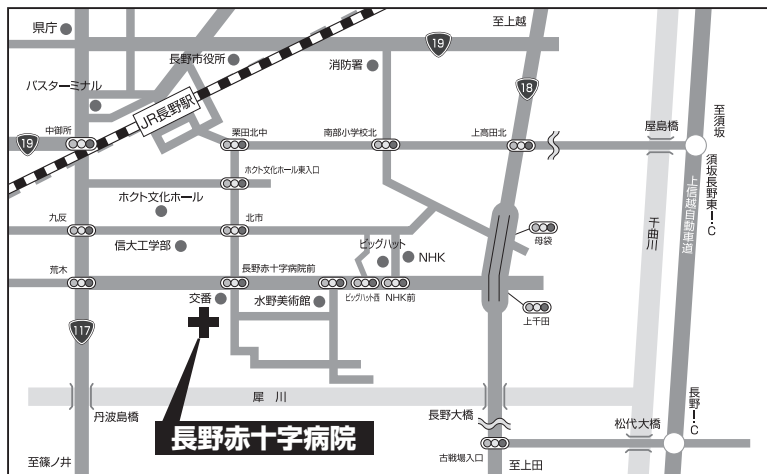 県庁
長野市役所
消防署
19
至上越
バスターミナル
JR長野駅
18
中御所
19
栗田北中
南部小学校北
上高田北
屋島橋
至須坂
須坂長野東I・C
ホクト文化ホール東入口
ホクト文化ホール
上信越自動車道
千曲川
九反
信大工学部
北市
ビッグハット
NHK
母袋
荒木
長野赤十字病院前
交番
水野美術館
ビッグハット西
NHK前
上千田
117
犀川
丹波島橋
長野大橋
長野I・C
松代大橋
長野赤十字病院
古戦場入口
至篠ノ井
至上田